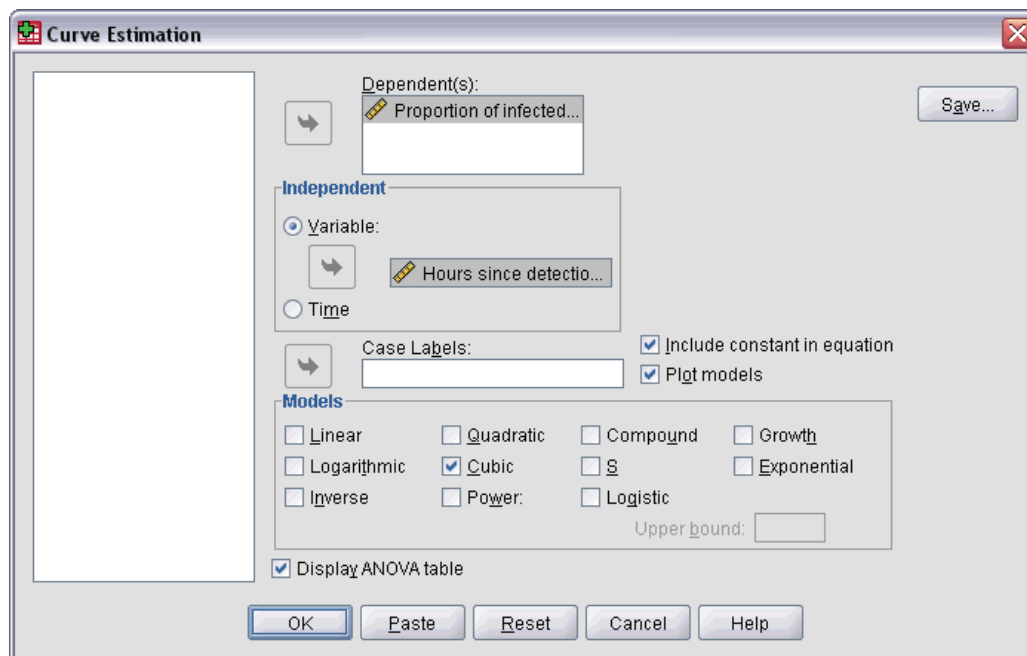 Curve Estimation
Dependent(s):
Proportion of infected...
Save...
Independent
Variable:
Hours since detectio...
Time
Case Labels:
Include constant in equation
Plot models
Models
Linear Quadratic Compound Growth
Logarithmic Cubic S Exponential
Inverse Power: Logistic
Upper bound:
Display ANOVA table
OK Paste Reset Cancel Help